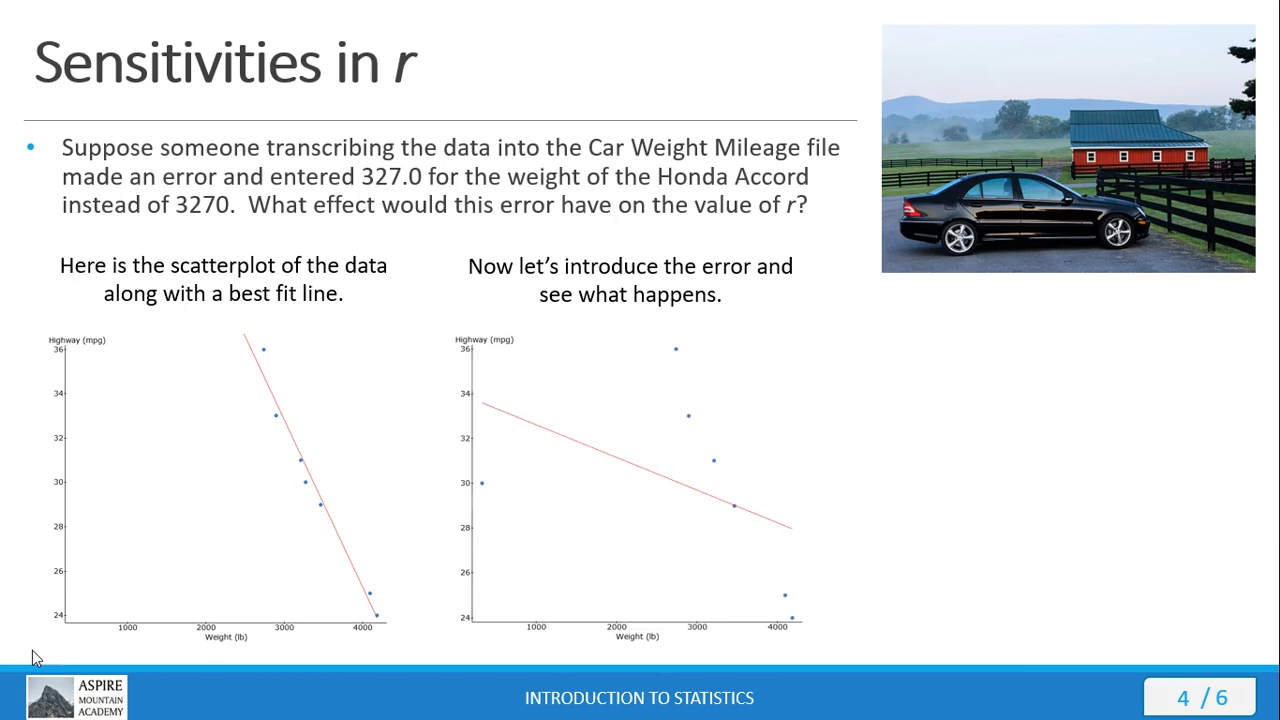 Sensitivities in r
• Suppose someone transcribing the data into the Car Weight Mileage file
made an error and entered 327.0 for the weight of the Honda Accord
instead of 3270.  What effect would this error have on the value of r?
Here is the scatterplot of the data
along with a best fit line.
Now let’s introduce the error and
see what happens.
Highway (mpg)
36
34
32
30
28
26
24
1000 2000 3000 4000
Weight (lb)
Highway (mpg)
36
34
32
30
28
26
24
1000 2000 3000 4000
Weight (lb)
ASPIRE
MOUNTAIN
ACADEMY
INTRODUCTION TO STATISTICS
4 / 6